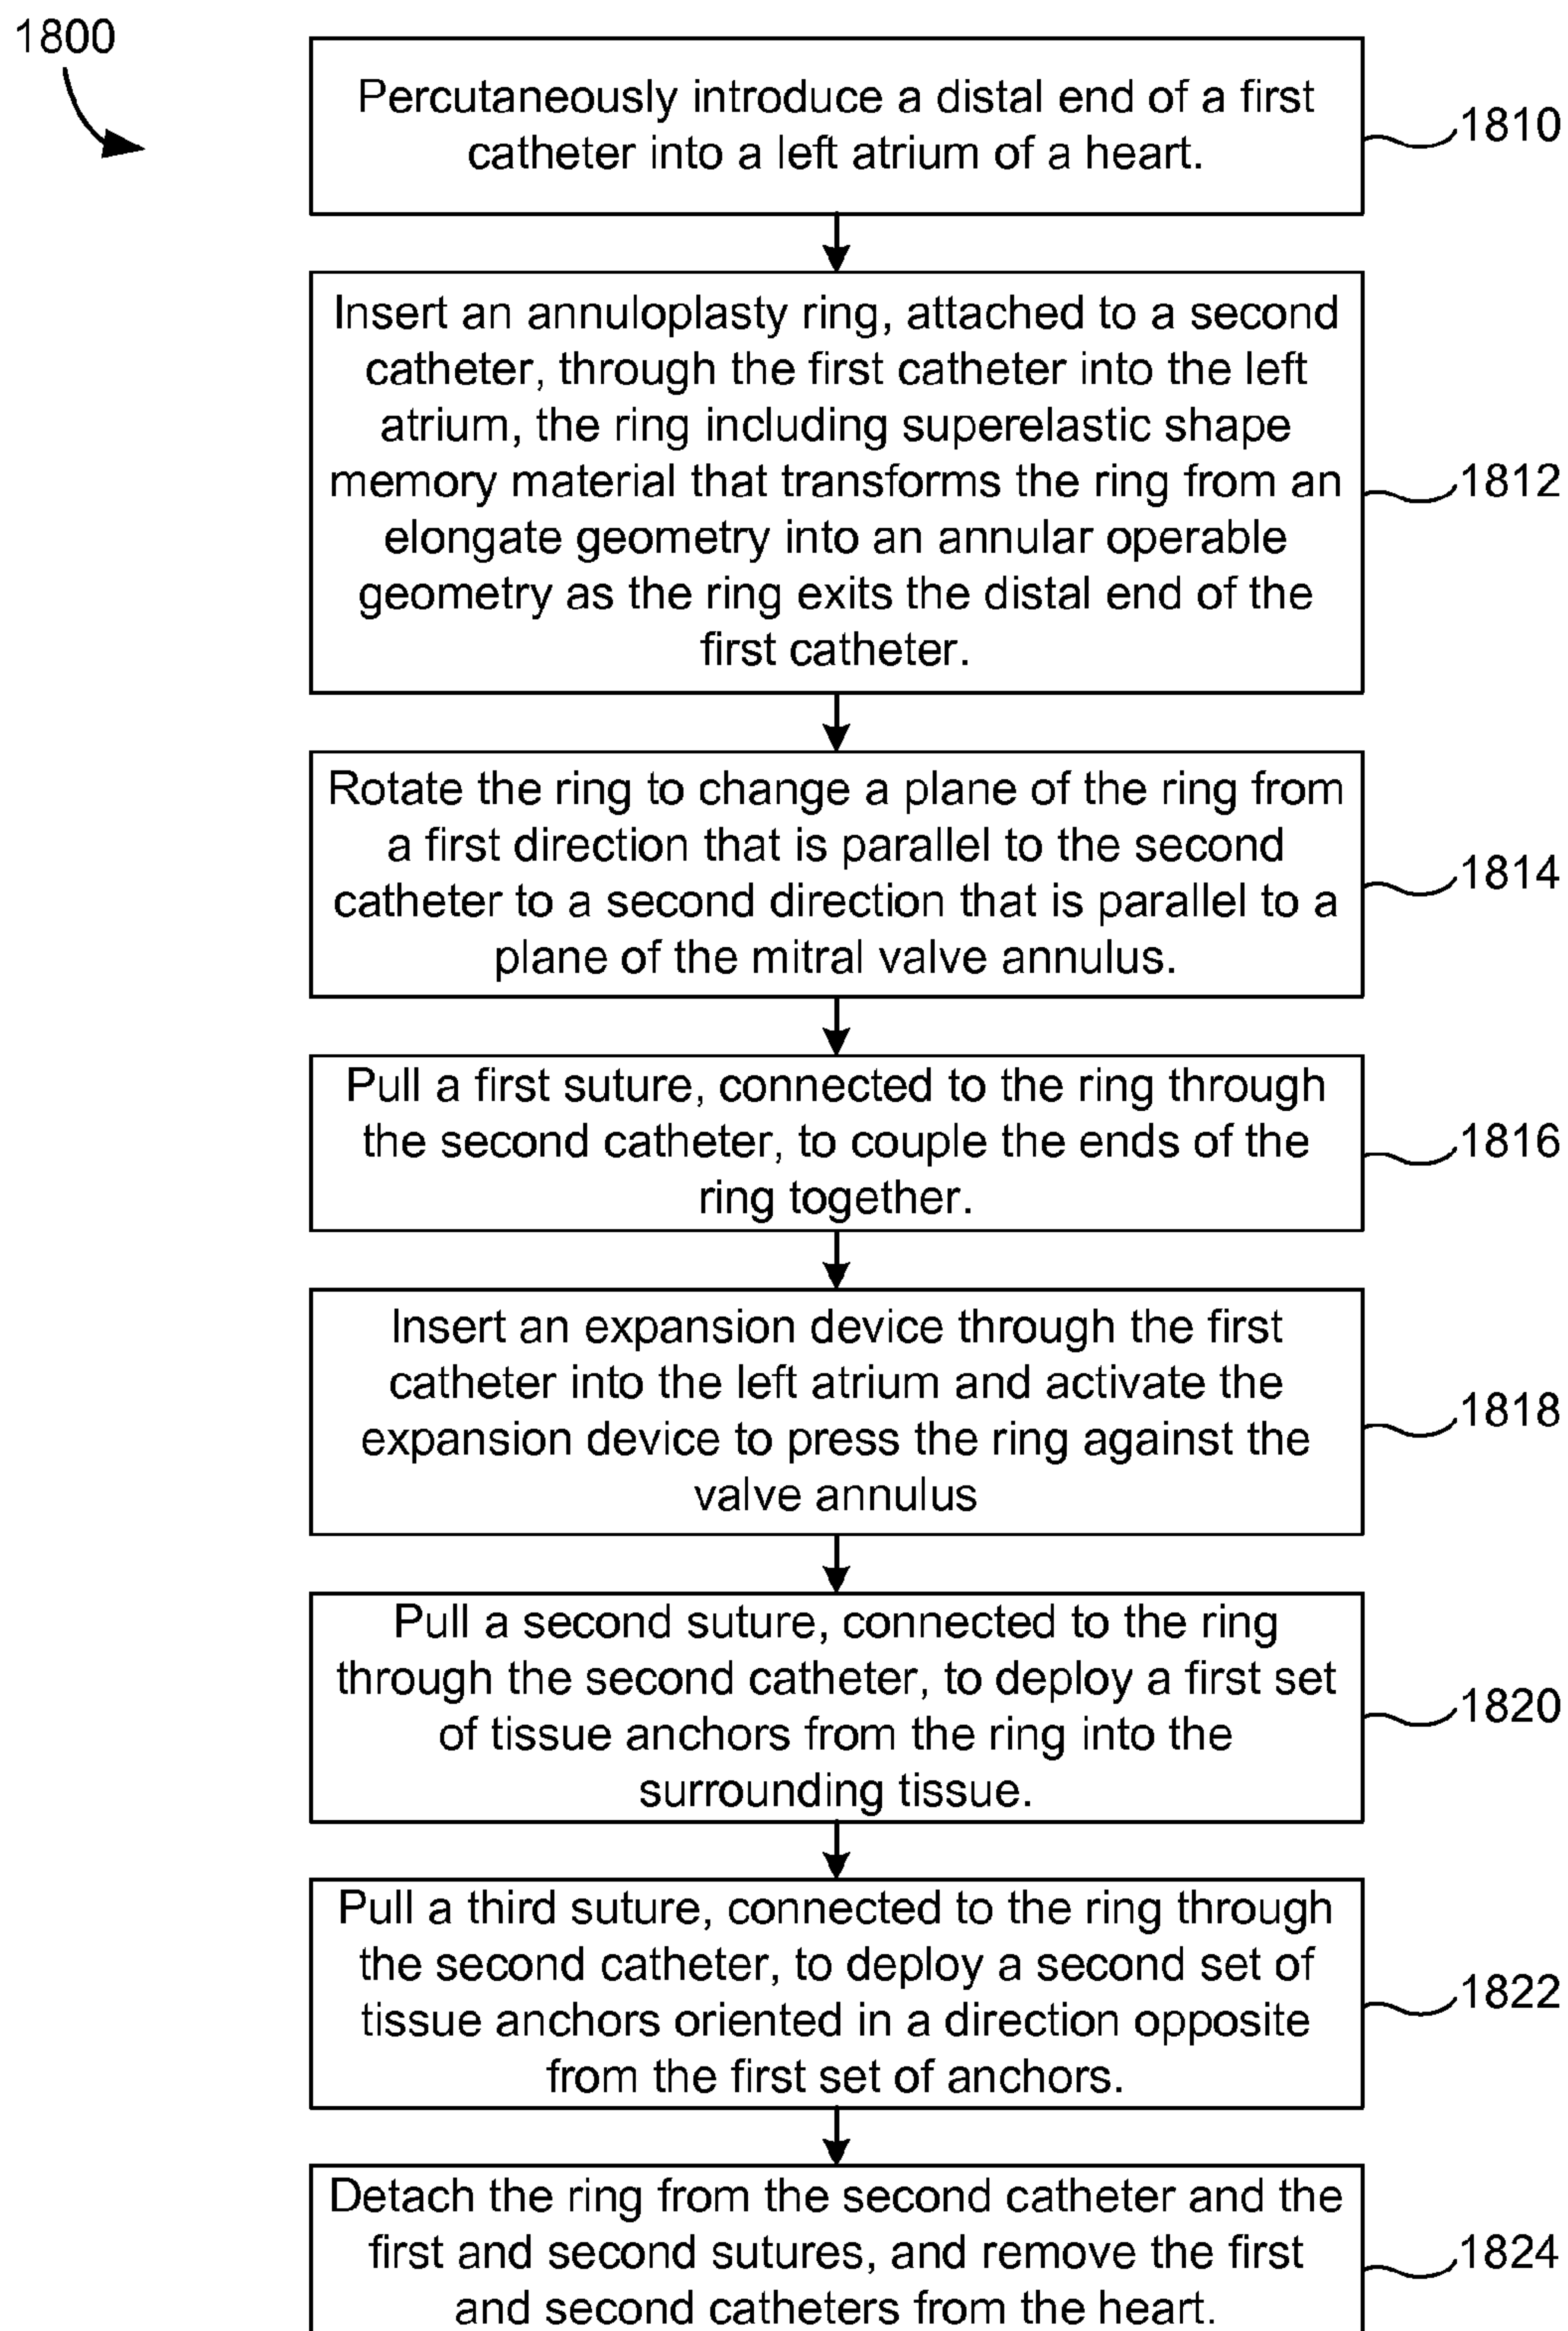 1800
Percutaneously introduce a distal end of a first
catheter into a left atrium of a heart.
1810
Insert an annuloplasty ring, attached to a second
catheter, through the first catheter into the left
atrium, the ring including superelastic shape
memory material that transforms the ring from an
elongate geometry into an annular operable
geometry as the ring exits the distal end of the
first catheter.
1812
Rotate the ring to change a plane of the ring from
a first direction that is parallel to the second
catheter to a second direction that is parallel to a
plane of the mitral valve annulus.
1814
Pull a first suture, connected to the ring through
the second catheter, to couple the ends of the
ring together.
1816
Insert an expansion device through the first
catheter into the left atrium and activate the
expansion device to press the ring against the
valve annulus
1818
Pull a second suture, connected to the ring
through the second catheter, to deploy a first set
of tissue anchors from the ring into the
surrounding tissue.
1820
Pull a third suture, connected to the ring through
the second catheter, to deploy a second set of
tissue anchors oriented in a direction opposite
from the first set of anchors.
1822
Detach the ring from the second catheter and the
first and second sutures, and remove the first
and second catheters from the heart.
1824